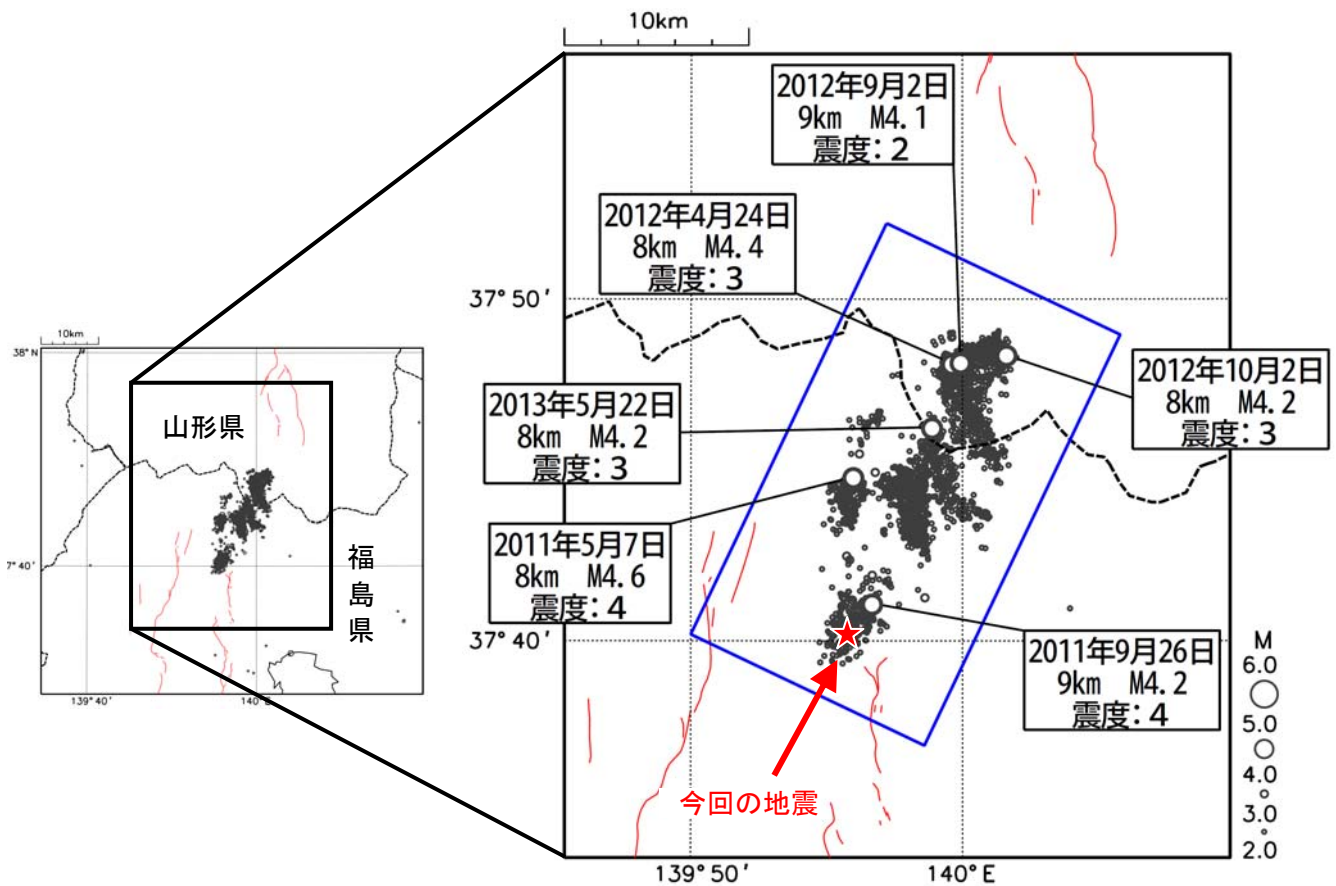 10km
2012年9月2日
9km M4.1
震度：2
2012年4月24日
8km M4.4
震度：3
37°50'
10km
38°N
山形県
2013年5月22日
8km M4.2
震度：3
2012年10月2日
8km M4.2
震度：3
7°40'
福島県
2011年5月7日
8km M4.6
震度：4
37°40'
2011年9月26日
9km M4.2
震度：4
139°40'
140°E
今回の地震
M
6.0
5.0
4.0
3.0
2.0
139°50'
140°E